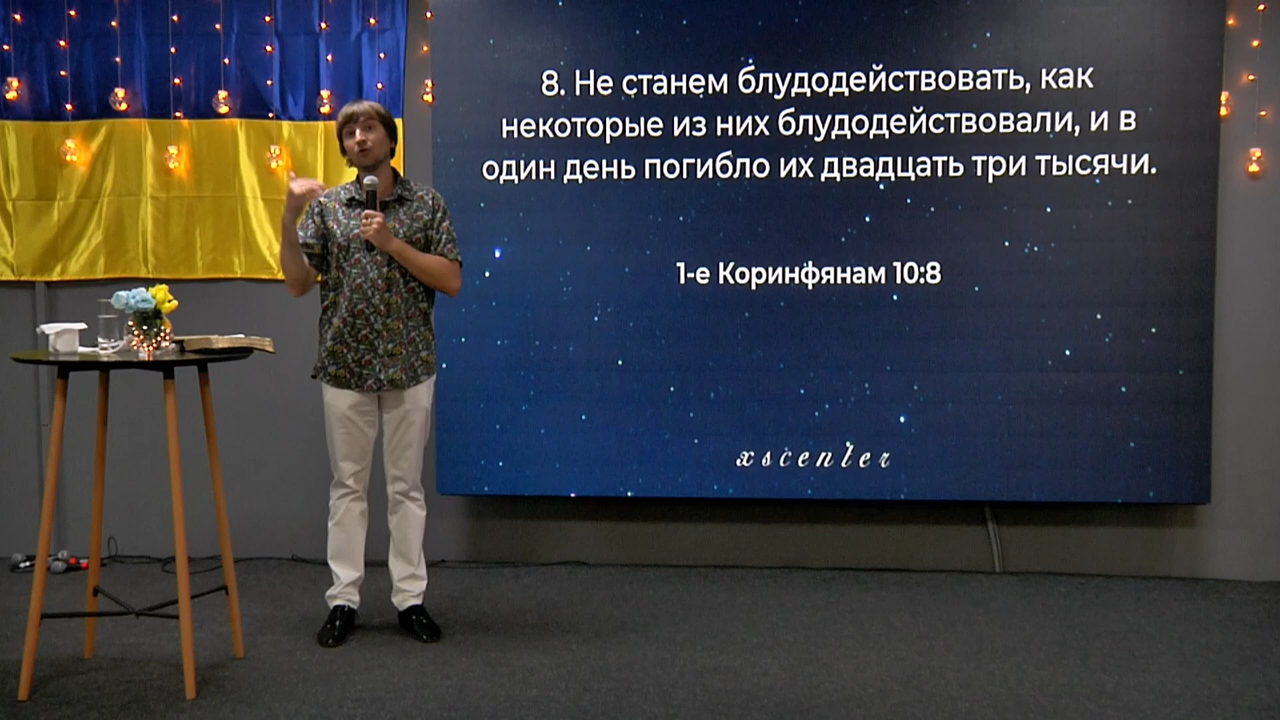 8. Не станем блудодействовать, как
некоторые из них блудодействовали, и в
один день погибло их двадцать три тысячи.
1-е Коринфянам 10:8
xscenter